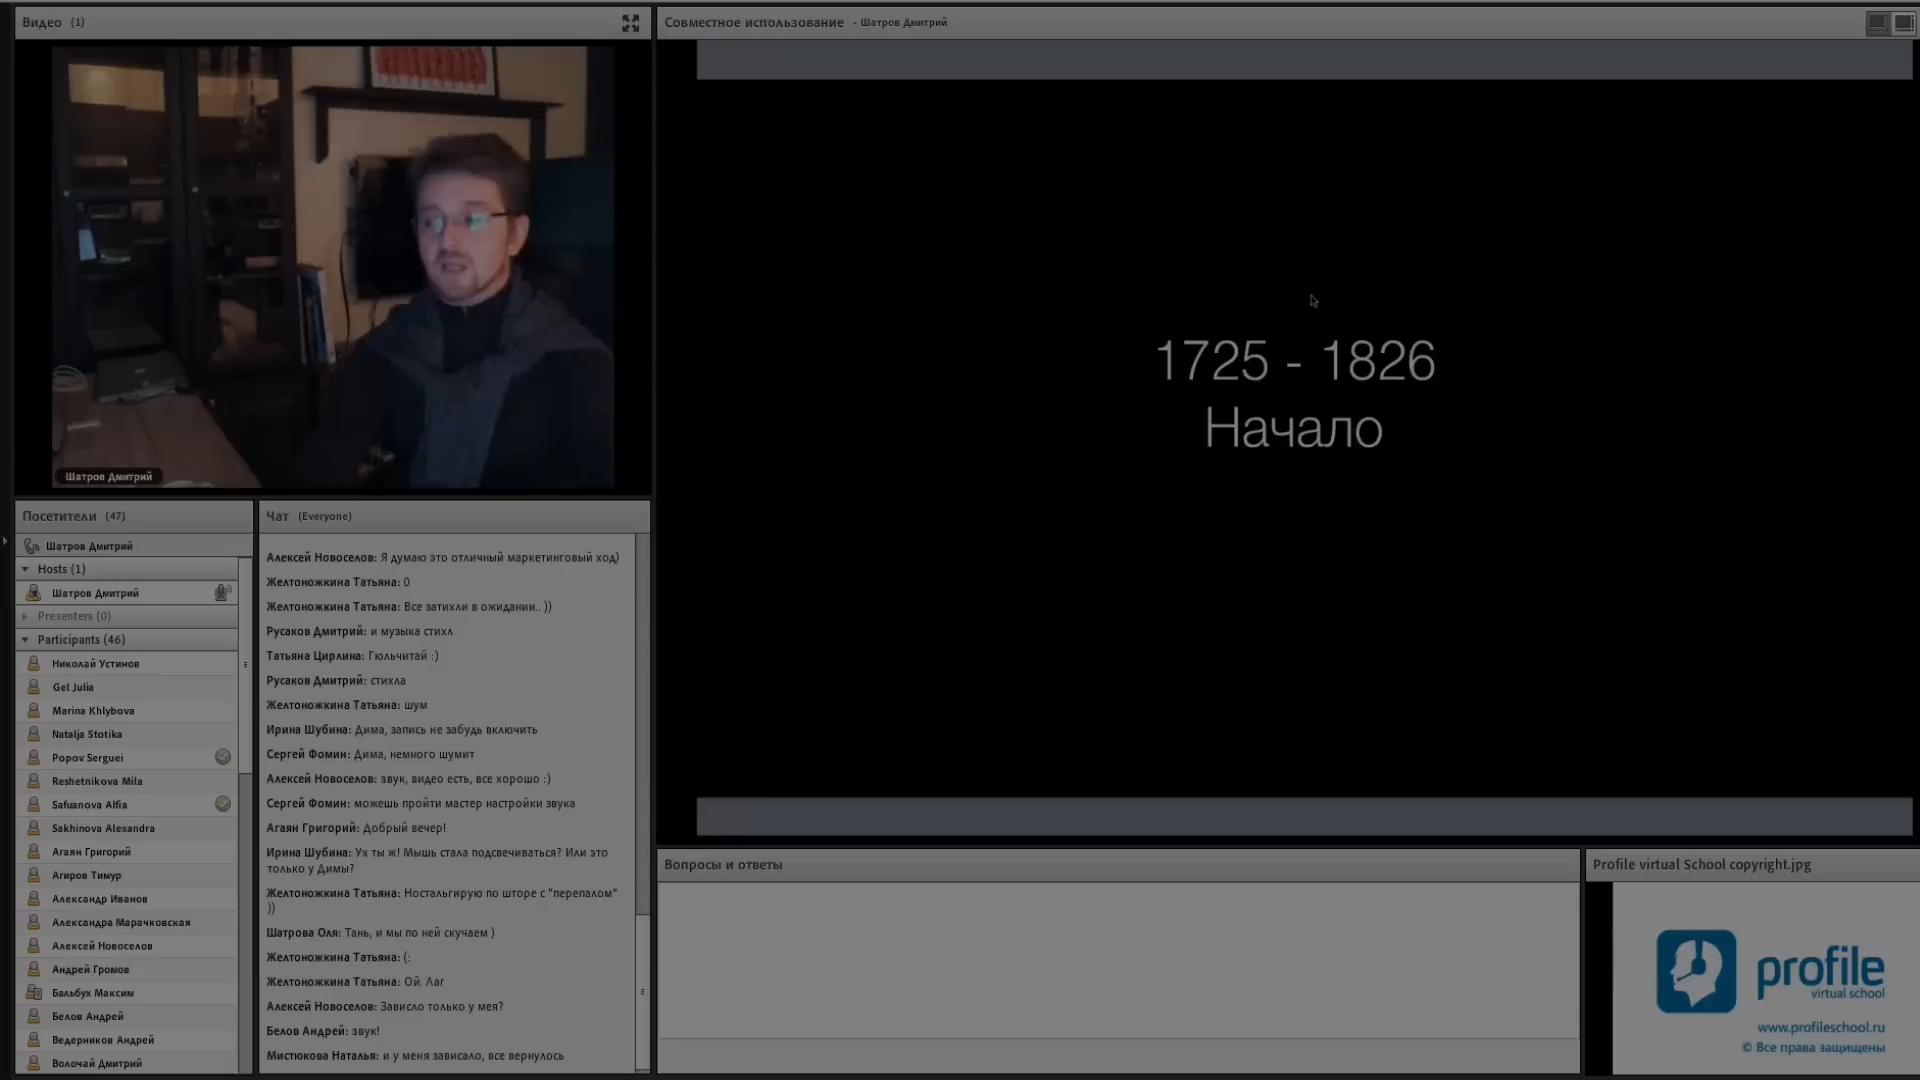 Видео (1)
Шатров Дмитрий
Совместное использование - Шатров Дмитрий
1725 - 1826
Начало
Посетители (47)
Шатров Дмитрий
Hosts (1)
Шатров Дмитрий
Presenters (0)
Participants (46)
Николай Устинов
Gel Julia
Marina Khlybova
Natalja Stotika
Popov Serguei
Reshetnikova Mila
Safuanova Alfia
Sakhinova Alexandra
Агаян Григорий
Агиров Тимур
Александр Иванов
Александра Марачковская
Алексей Новоселов
Андрей Громов
Бальбух Максим
Белов Андрей
Ведерников Андрей
Волочай Дмитрий
Чат (Everyone)
Алексей Новоселов: Я думаю это отличный маркетинговый ход)
Желтоножкина Татьяна: 0
Желтоножкина Татьяна: Все затихли в ожидании.. ))
Русаков Дмитрий: и музыка стихл
Татьяна Цирлина: Гюльчитай :)
Русаков Дмитрий: стихла
Желтоножкина Татьяна: шум
Ирина Шубина: Дима, запись не забудь включить
Сергей Фомин: Дима, немного шумит
Алексей Новоселов: звук, видео есть, все хорошо :)
Сергей Фомин: можешь пройти мастер настройки звука
Агаян Григорий: Добрый вечер!
Ирина Шубина: Ух ты ж! Мышь стала подсвечиваться? Или это
только у Димы?
Желтоножкина Татьяна: Ностальгирую по шторе с "перепалом"
))
Шатрова Оля: Тань, и мы по ней скучаем )
Желтоножкина Татьяна: (:
Желтоножкина Татьяна: Ой. Лаг
Алексей Новоселов: Зависло только у мея?
Белов Андрей: звук!
Мистюкова Наталья: и у меня зависало, все вернулось
Вопросы и ответы
Profile virtual School copyright.jpg
profile
virtual school
www.profileschool.ru
© Все права защищены